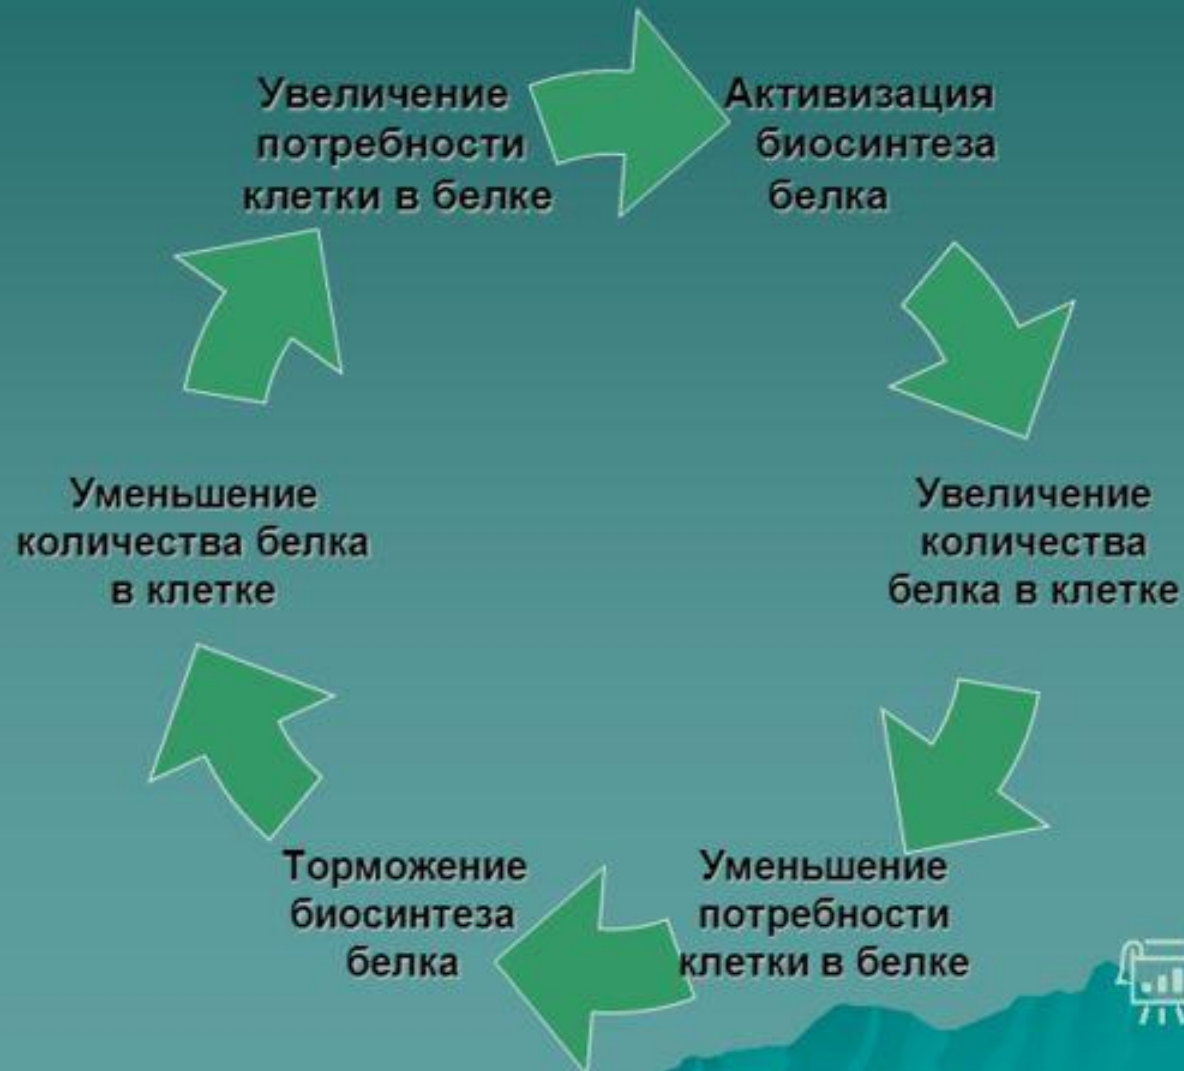 Увеличение
потребности
клетки в белке
Активизация
биосинтеза
белка
Увеличение
количества
белка в клетке
Уменьшение
потребности
клетки в белке
Торможение
биосинтеза
белка
Уменьшение
количества белка
в клетке